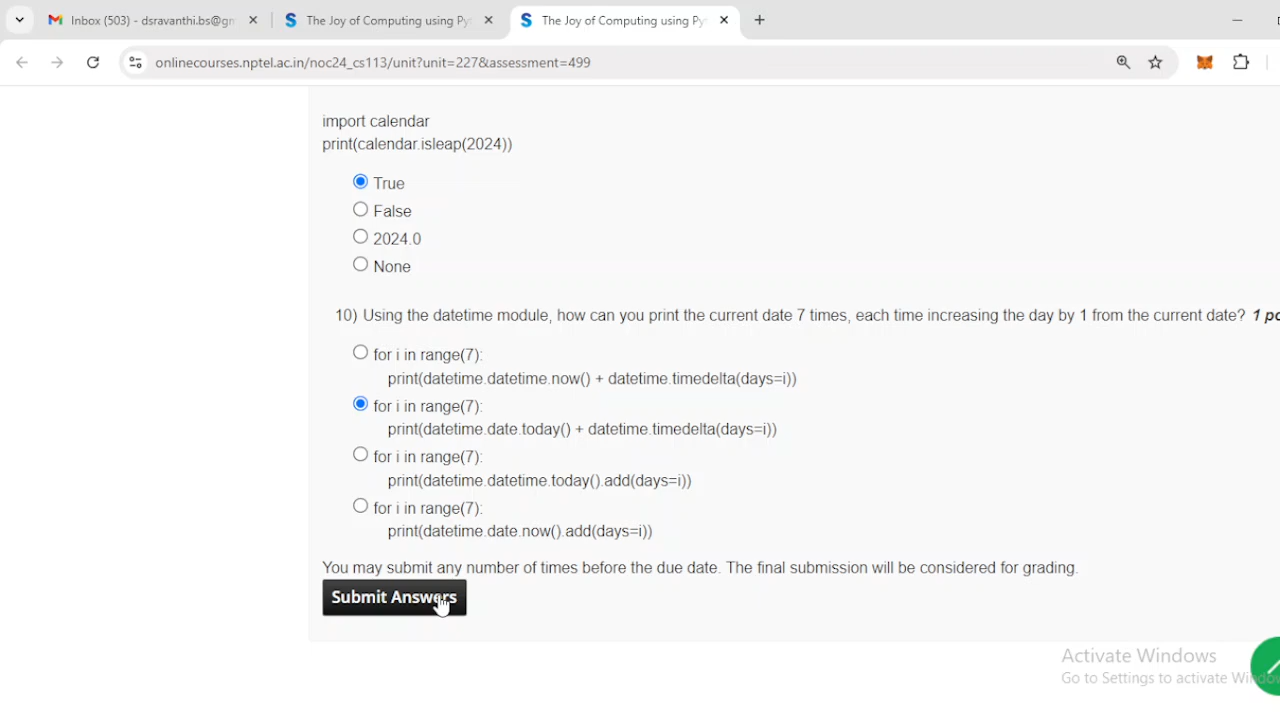 Inbox (503) - dsravanthi.bs@gm
The Joy of Computing using Py
The Joy of Computing using Py
onlinecourses.nptel.ac.in/noc24_cs113/unit?unit=227&assessment=499
import calendar
print(calendar.isleap(2024))
True
False
2024.0
None
10) Using the datetime module, how can you print the current date 7 times, each time increasing the day by 1 from the current date? 1 po
for i in range(7):
print(datetime.datetime.now() + datetime.timedelta(days=i))
for i in range(7):
print(datetime.date.today() + datetime.timedelta(days=i))
for i in range(7):
print(datetime.datetime.today().add(days=i))
for i in range(7):
print(datetime.date.now().add(days=i))
You may submit any number of times before the due date. The final submission will be considered for grading.
Submit Answers
Activate Windows
Go to Settings to activate Windows